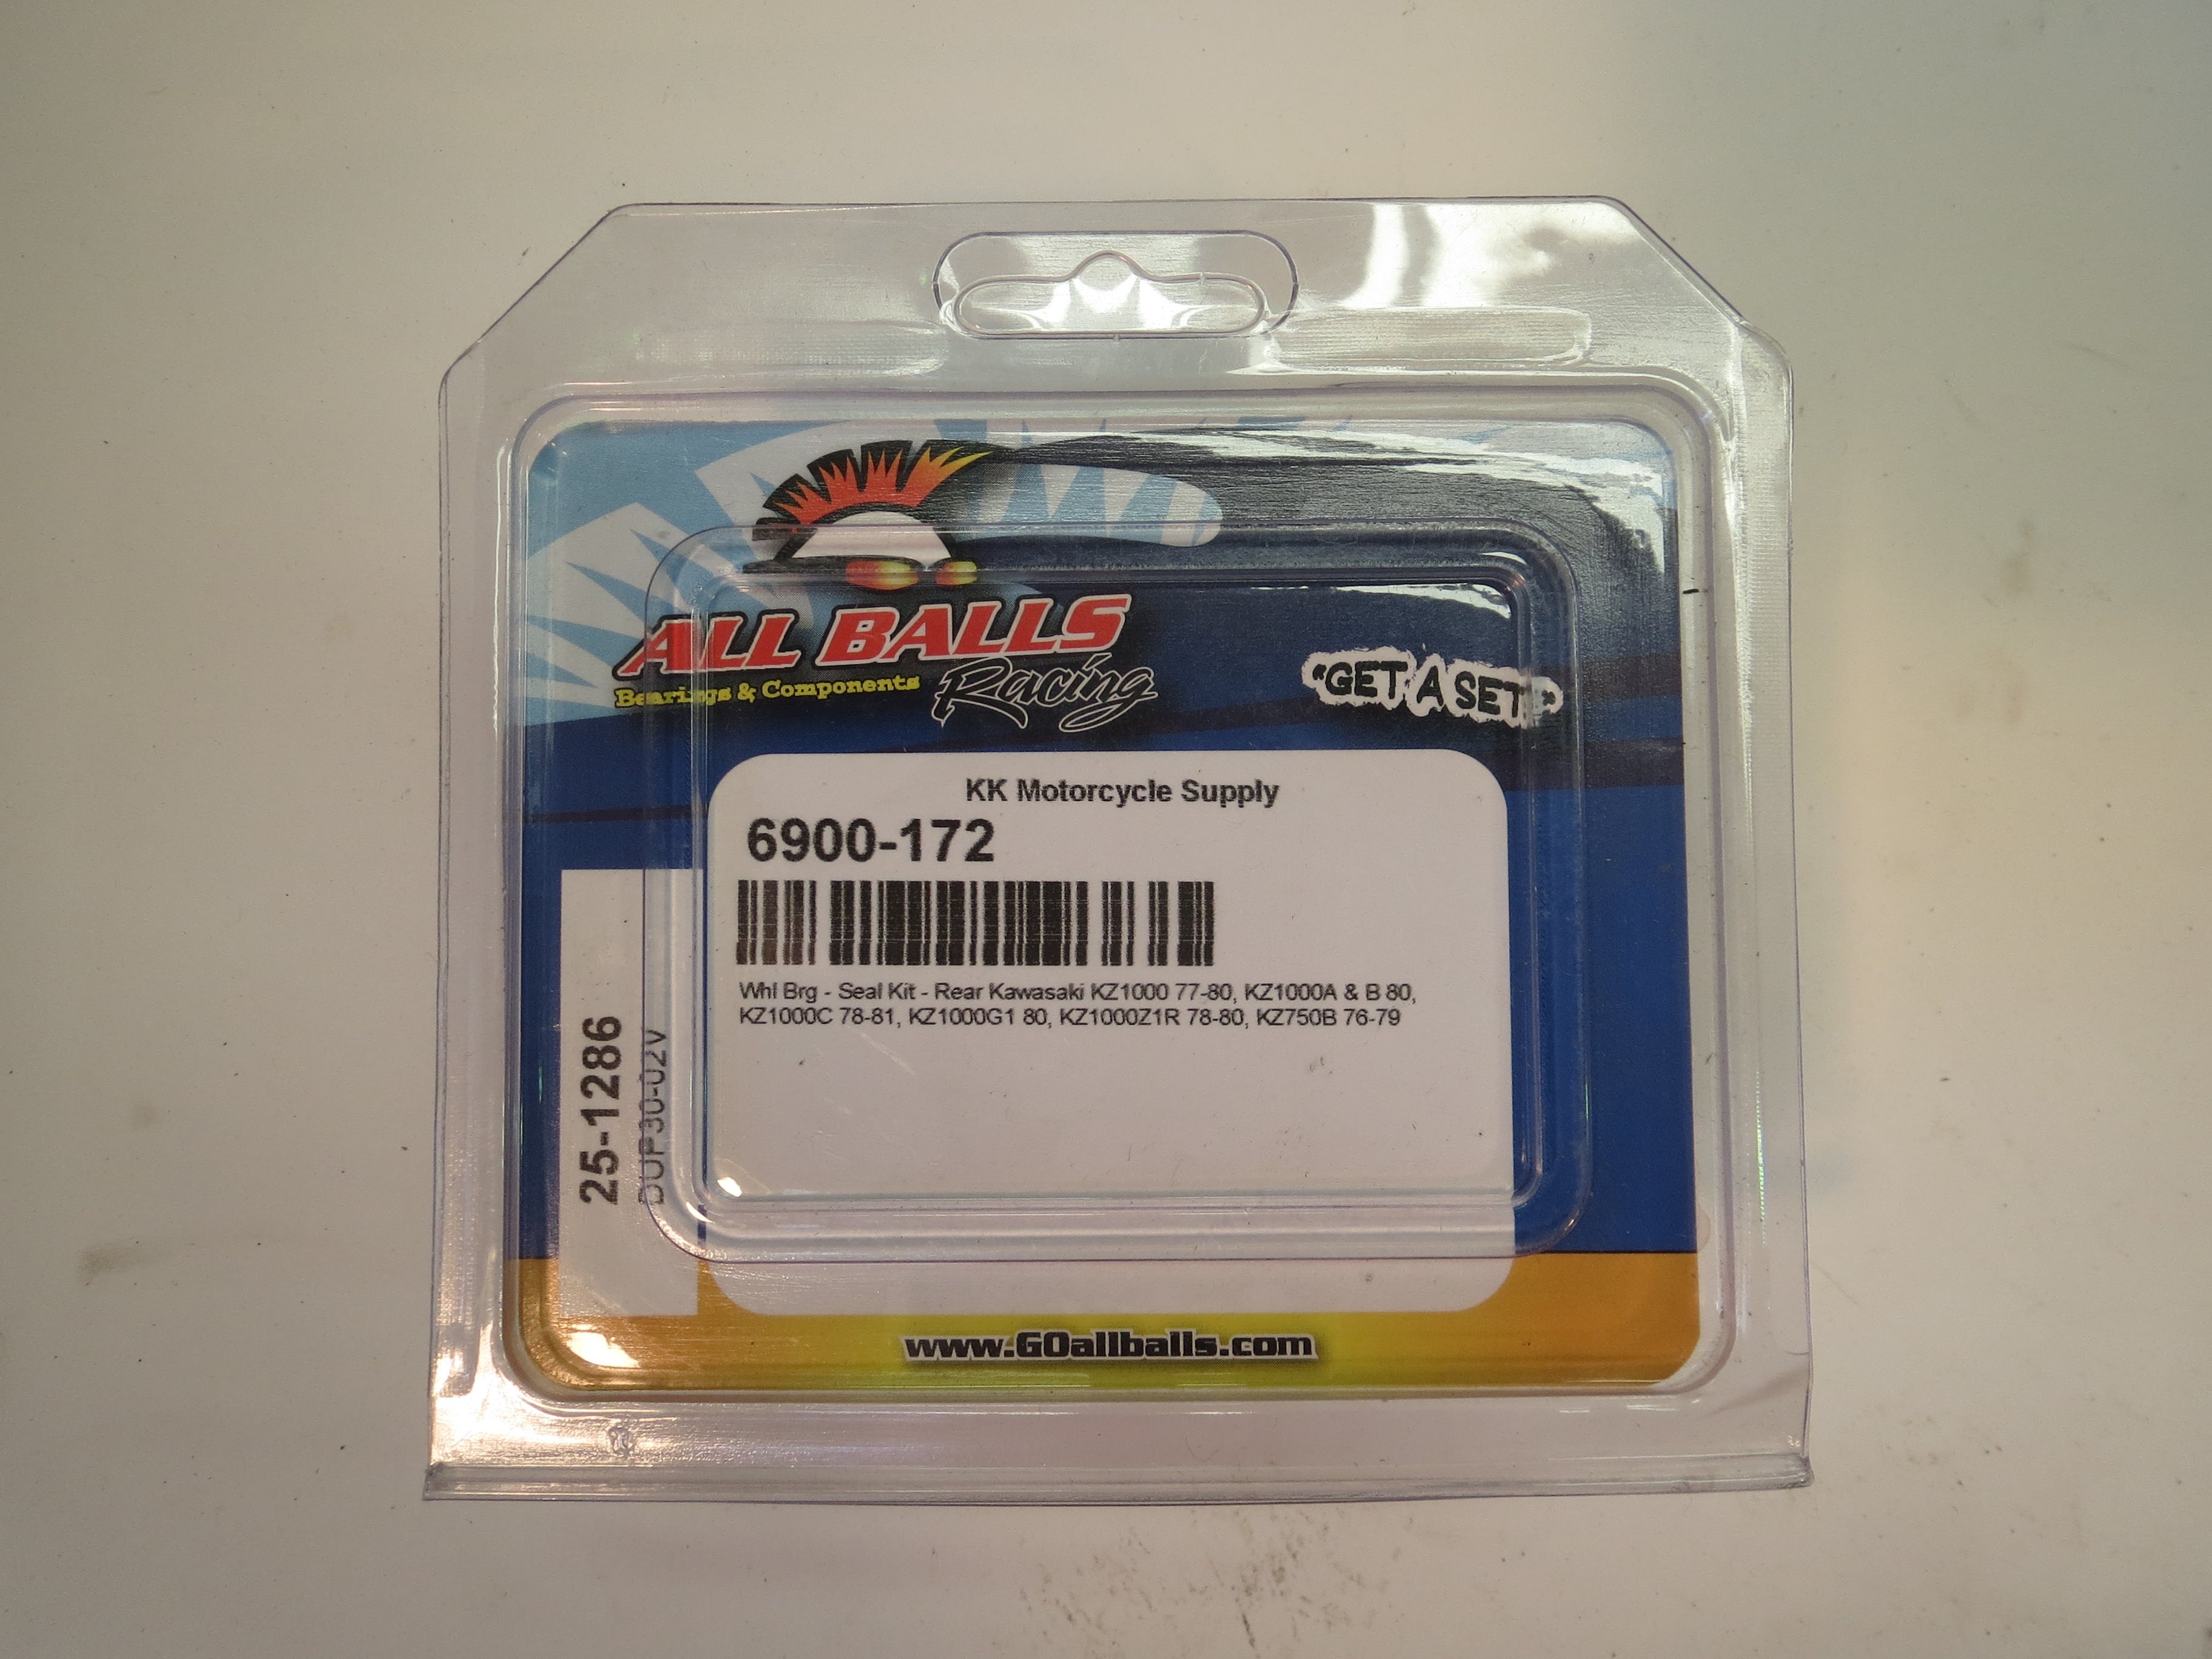 ALL BALLS
Bearings & Components
Racing
"GET A SET!"
KK Motorcycle Supply
6900-172
Whl Brg - Seal Kit - Rear Kawasaki KZ1000 77-80, KZ1000A & B 80,
KZ1000C 78-81, KZ1000G1 80, KZ1000Z1R 78-80, KZ750B 76-79
25-1286
DUP30-02V
www.GOallballs.com